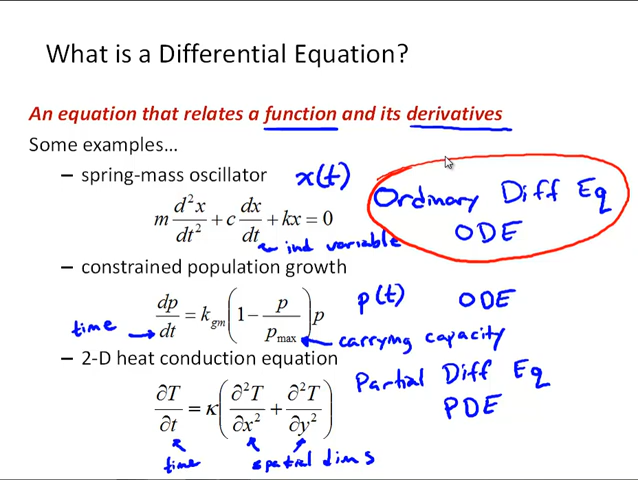 What is a Differential Equation?
An equation that relates a function and its derivatives
Some examples...
– spring-mass oscillator x(t)
m d²x/dt² + c dx/dt + kx = 0
← ind variable
Ordinary Diff Eq
ODE
– constrained population growth
dp/dt = k_gm (1 − p/p_max) p
p(t) ODE
time →
← carrying capacity
– 2-D heat conduction equation
Partial Diff Eq
PDE
∂T/∂t = κ (∂²T/∂x² + ∂²T/∂y²)
time spatial dims